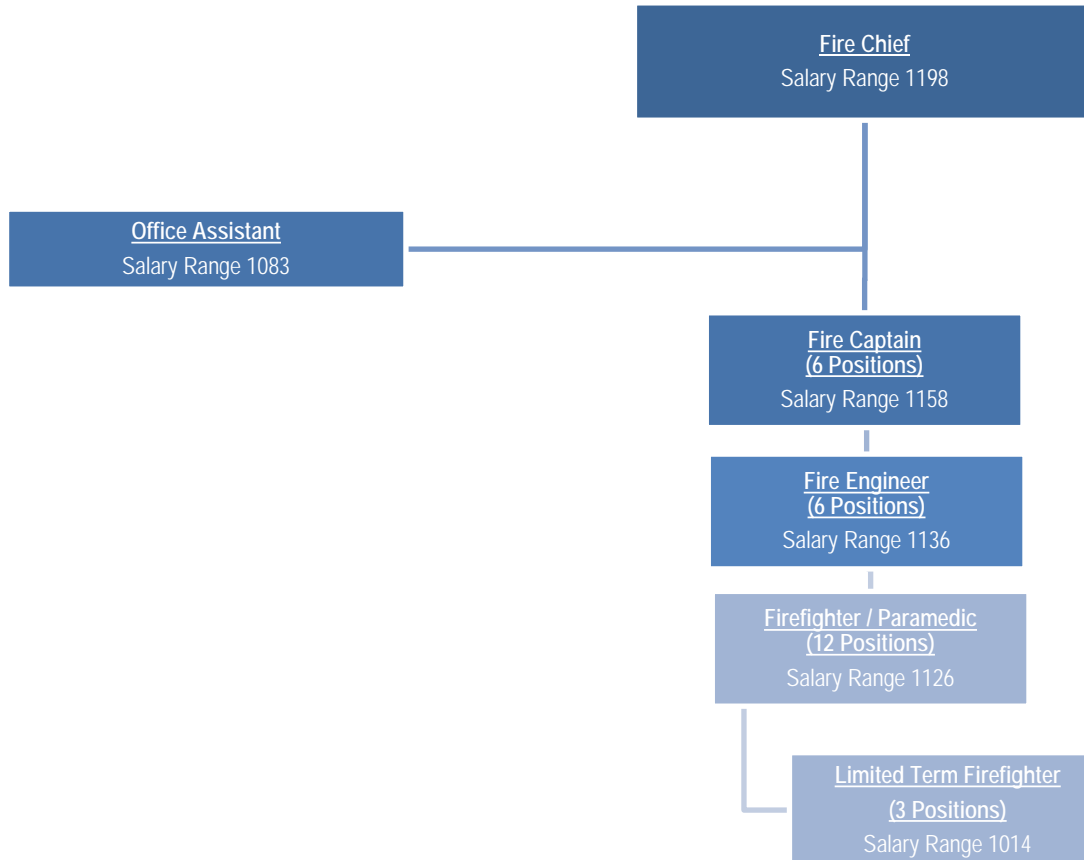 Fire Chief
Salary Range 1198
Office Assistant
Salary Range 1083
Fire Captain
(6 Positions)
Salary Range 1158
Fire Engineer
(6 Positions)
Salary Range 1136
Firefighter / Paramedic
(12 Positions)
Salary Range 1126
Limited Term Firefighter
(3 Positions)
Salary Range 1014